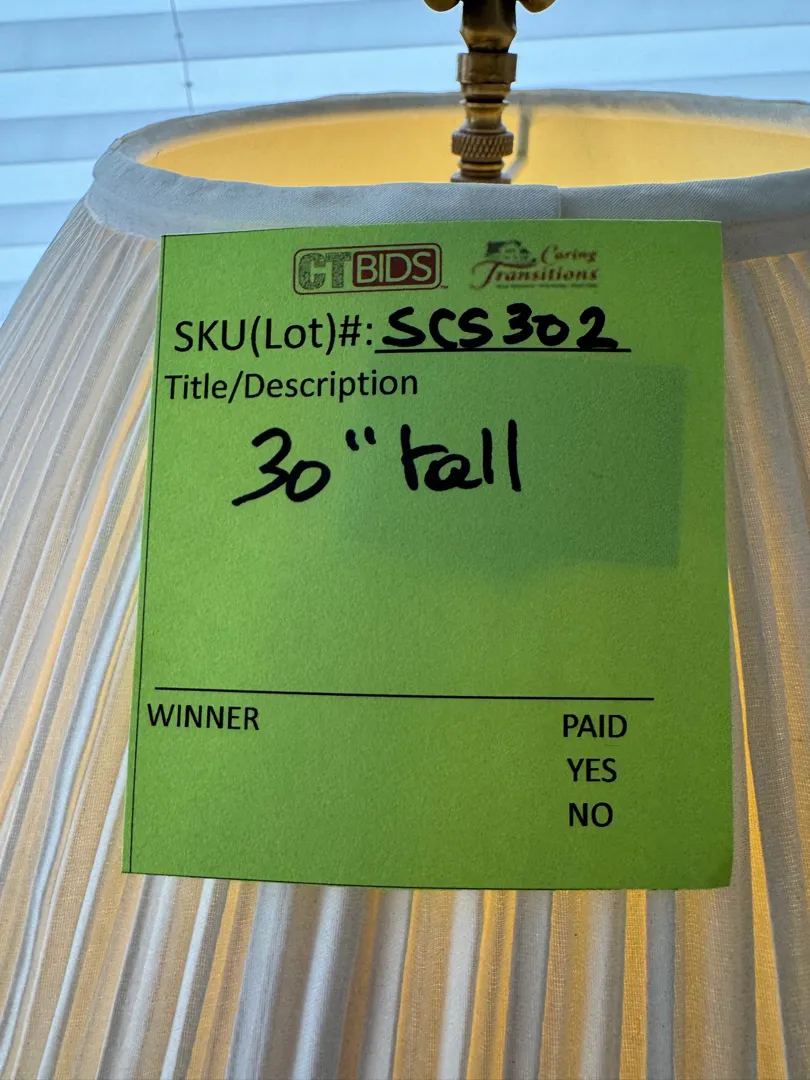 CTBIDS Caring Transitions
SKU(Lot)#: SCS302
Title/Description
30" tall
WINNER PAID
YES
NO